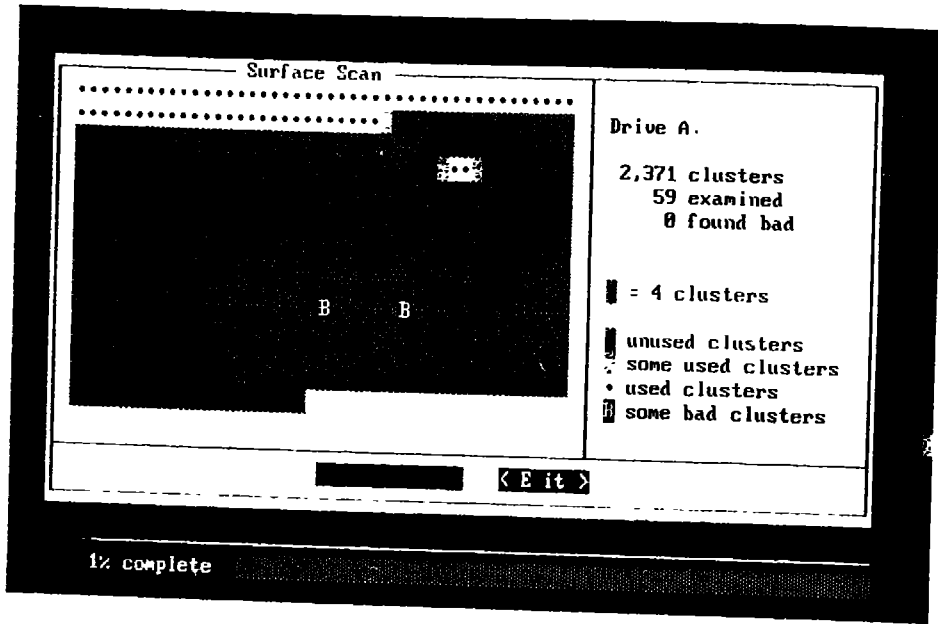 Surface Scan
Drive A.
2,371 clusters
59 examined
0 found bad
B B
= 4 clusters
unused clusters
some used clusters
used clusters
B some bad clusters
< E it >
1% complete